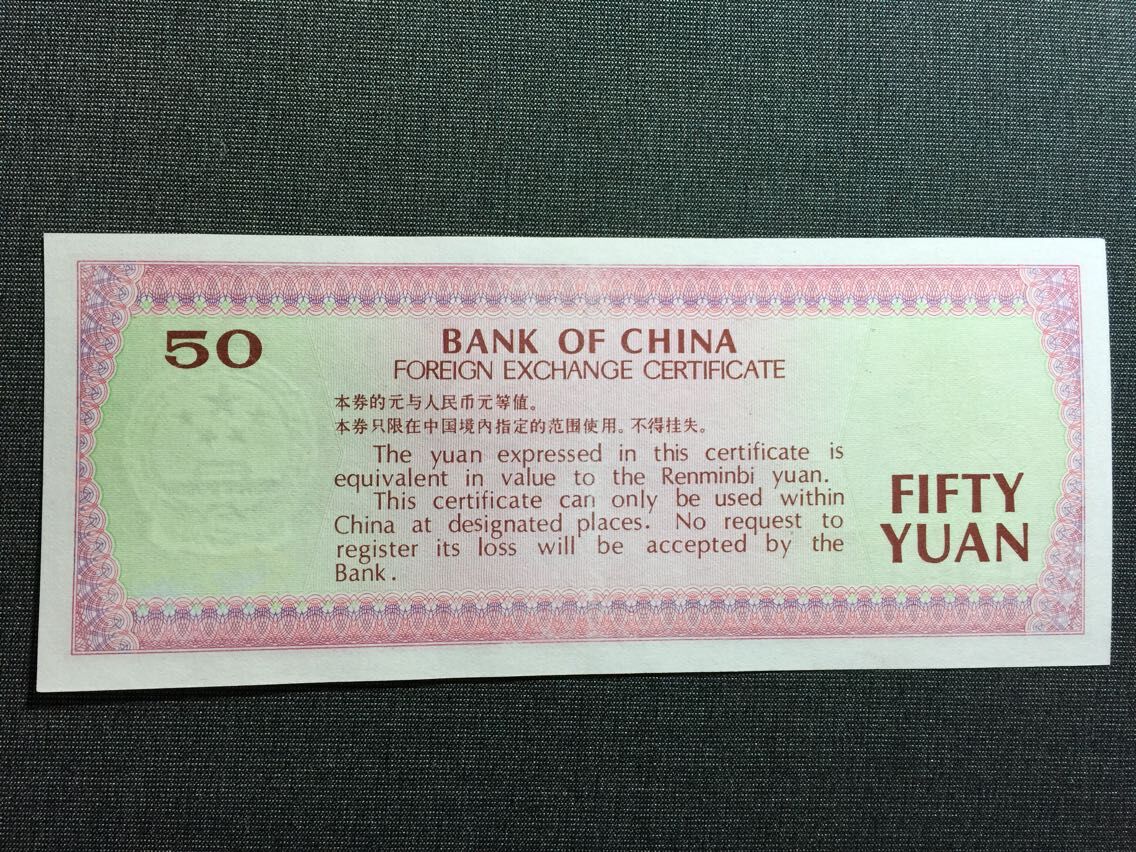 50
BANK OF CHINA
FOREIGN EXCHANGE CERTIFICATE
本券的元与人民币元等值。
本券只限在中国境内指定的范围使用。不得挂失。
The yuan expressed in this certificate is
equivalent in value to the Renminbi yuan.
This certificate can only be used within
China at designated places. No request to
register its loss will be accepted by the
Bank.
FIFTY
YUAN